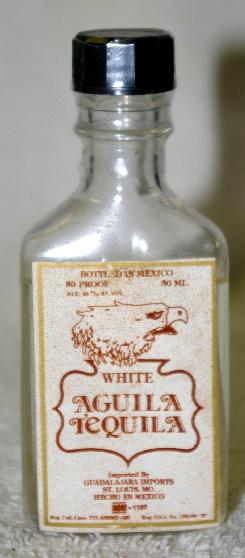 BOTTLED IN MEXICO
80 PROOF 50 ML.
WHITE
AGUILA
TEQUILA
Imported By
GUADALAJARA IMPORTS
ST. LOUIS, MO.
HECHO EN MEXICO
-1107